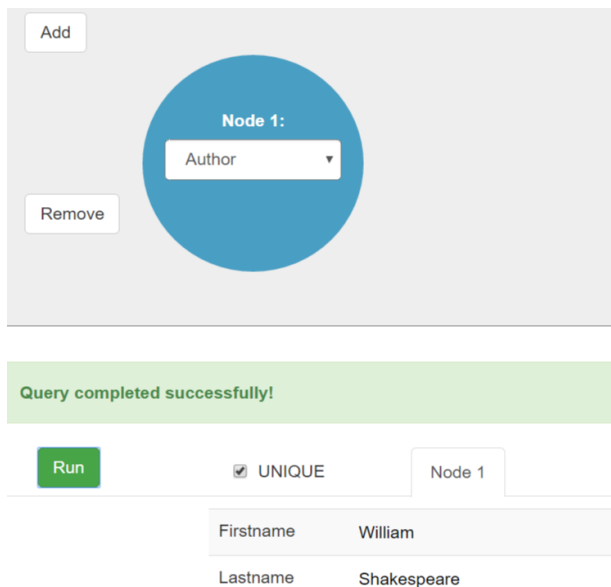 Add
Node 1:
Author
Remove
Query completed successfully!
Run
UNIQUE
Node 1
Firstname William
Lastname Shakespeare